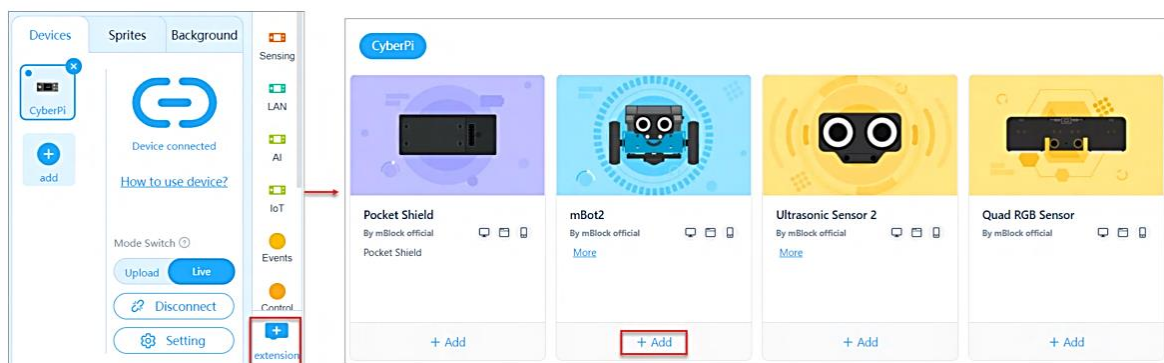 Devices
Sprites
Background
CyberPi
add
Device connected
How to use device?
Mode Switch
Upload
Live
Disconnect
Setting
Sensing
LAN
AI
IoT
Events
Control
+
extension
CyberPi
Pocket Shield
By mBlock official
Pocket Shield
+ Add
mBot2
By mBlock official
More
+ Add
Ultrasonic Sensor 2
By mBlock official
More
+ Add
Quad RGB Sensor
By mBlock official
+ Add